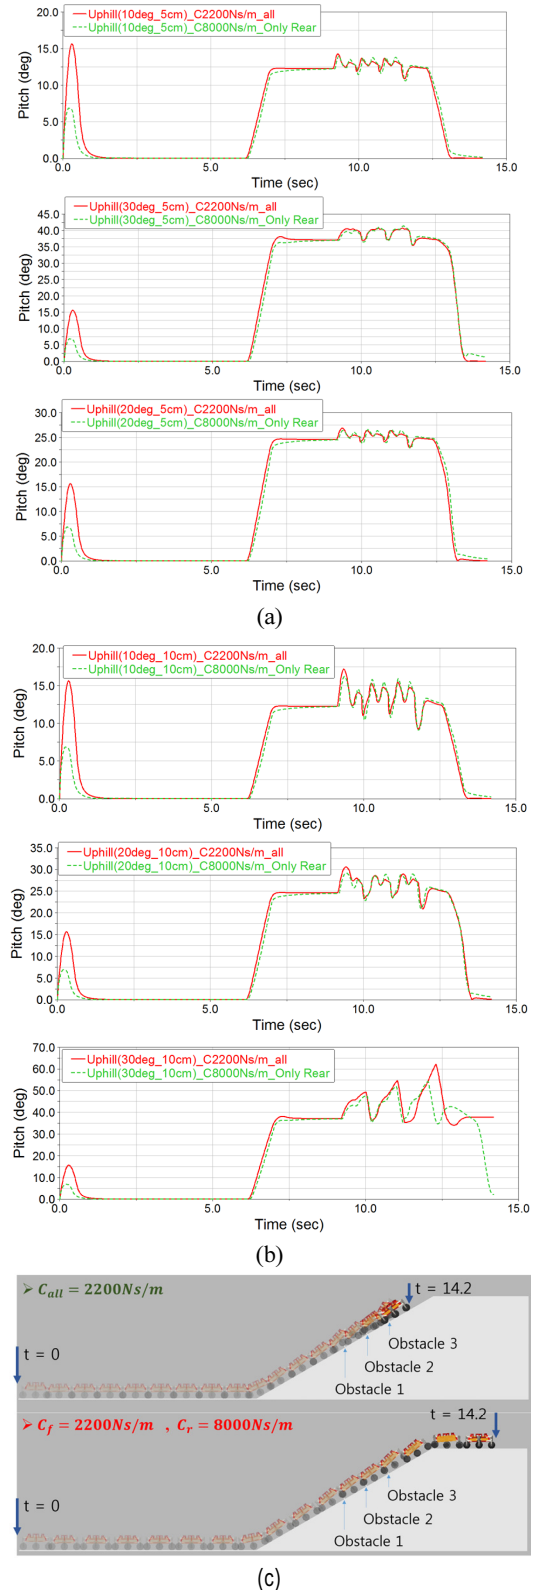 20.0
Uphill(10deg_5cm)_C2200Ns/m_all
Uphill(10deg_5cm)_C8000Ns/m_Only Rear
15.0
10.0
5.0
0.0
Pitch (deg)
0.0 5.0 10.0 15.0
Time (sec)
45.0
Uphill(30deg_5cm)_C2200Ns/m_all
Uphill(30deg_5cm)_C8000Ns/m_Only Rear
40.0
35.0
30.0
25.0
20.0
15.0
10.0
5.0
0.0
Pitch (deg)
0.0 5.0 10.0 15.0
Time (sec)
30.0
Uphill(20deg_5cm)_C2200Ns/m_all
Uphill(20deg_5cm)_C8000Ns/m_Only Rear
25.0
20.0
15.0
10.0
5.0
0.0
Pitch (deg)
0.0 5.0 10.0 15.0
Time (sec)
(a)
20.0
Uphill(10deg_10cm)_C2200Ns/m_all
Uphill(10deg_10cm)_C8000Ns/m_Only Rear
15.0
10.0
5.0
0.0
Pitch (deg)
0.0 5.0 10.0 15.0
Time (sec)
35.0
Uphill(20deg_10cm)_C2200Ns/m_all
Uphill(20deg_10cm)_C8000Ns/m_Only Rear
30.0
25.0
20.0
15.0
10.0
5.0
0.0
Pitch (deg)
0.0 5.0 10.0 15.0
Time (sec)
70.0
Uphill(30deg_10cm)_C2200Ns/m_all
Uphill(30deg_10cm)_C8000Ns/m_Only Rear
60.0
50.0
40.0
30.0
20.0
10.0
0.0
Pitch (deg)
0.0 5.0 10.0 15.0
Time (sec)
(b)
➢ C_all = 2200Ns/m
t = 14.2
t = 0
Obstacle 3
Obstacle 2
Obstacle 1
➢ C_f = 2200Ns/m , C_r = 8000Ns/m
t = 14.2
t = 0
Obstacle 3
Obstacle 2
Obstacle 1
(c)